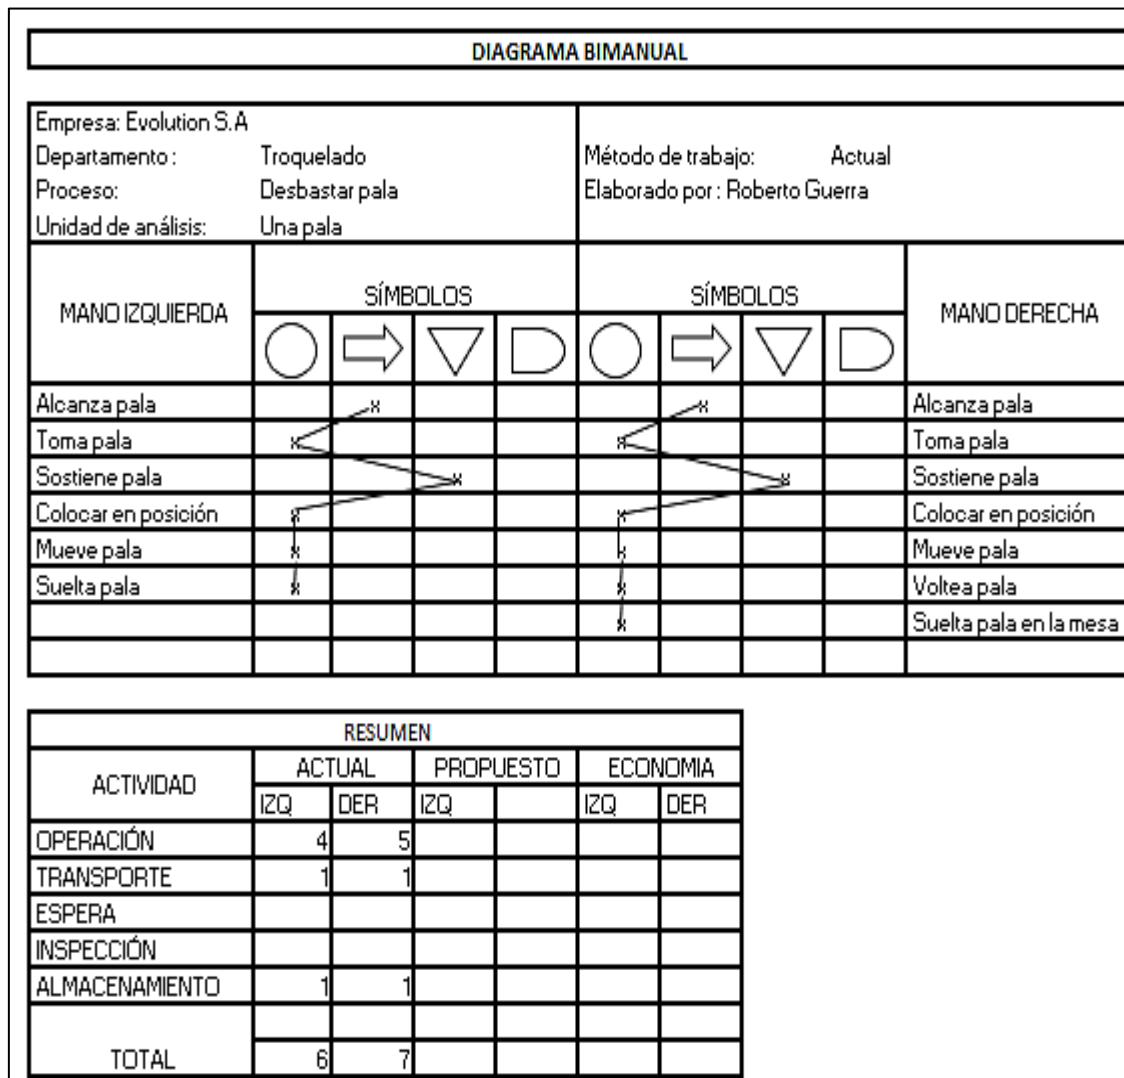 DIAGRAMA BIMANUAL
Empresa: Evolution S.A
Departamento : Troquelado Método de trabajo: Actual
Proceso: Desbastar pala Elaborado por : Roberto Guerra
Unidad de análisis: Una pala
MANO IZQUIERDA SÍMBOLOS SÍMBOLOS MANO DERECHA
Alcanza pala x x Alcanza pala
Toma pala x x Toma pala
Sostiene pala x x Sostiene pala
Colocar en posición x x Colocar en posición
Mueve pala x x Mueve pala
Suelta pala x x Voltea pala
x Suelta pala en la mesa
RESUMEN
ACTIVIDAD ACTUAL PROPUESTO ECONOMIA
IZQ DER IZQ IZQ DER
OPERACIÓN 4 5
TRANSPORTE 1 1
ESPERA
INSPECCIÓN
ALMACENAMIENTO 1 1
TOTAL 6 7